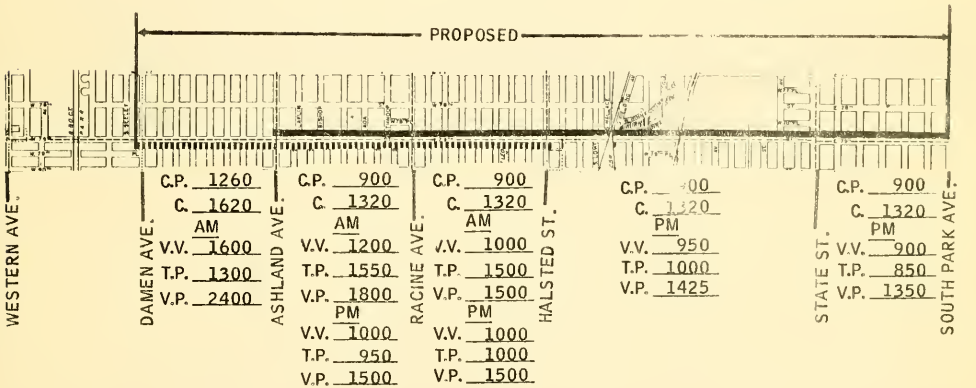 PROPOSED
WESTERN AVE.
DAMEN AVE.
C.P. 1260
C. 1620
AM
V.V. 1600
T.P. 1300
V.P. 2400
ASHLAND AVE.
C.P. 900
C. 1320
AM
V.V. 1200
T.P. 1550
V.P. 1800
PM
V.V. 1000
T.P. 950
V.P. 1500
RACINE AVE.
C.P. 900
C. 1320
AM
V.V. 1000
T.P. 1500
V.P. 1500
PM
V.V. 1000
T.P. 1000
V.P. 1500
HALSTED ST.
C.P.
C. 1320
PM
V.V. 950
T.P. 1000
V.P. 1425
STATE ST.
C.P. 900
C. 1320
PM
V.V. 900
T.P. 850
V.P. 1350
SOUTH PARK AVE.